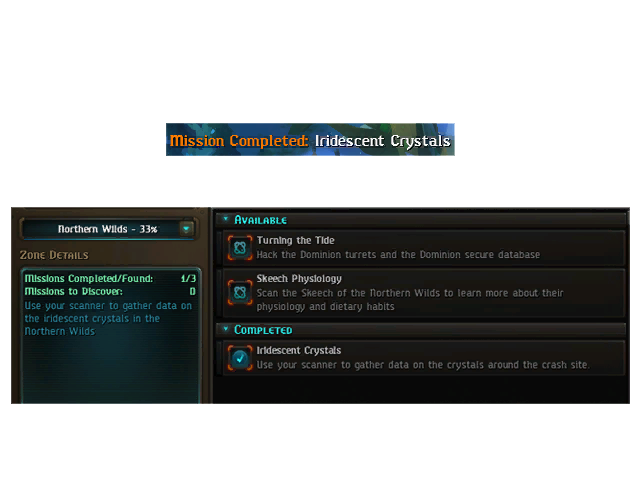 Mission Completed: Iridescent Crystals
Northern Wilds - 33%
Zone Details
Missions Completed/Found: 1/3
Missions to Discover: 0
Use your scanner to gather data on
the iridescent crystals in the
Northern Wilds
Available
Turning the Tide
Hack the Dominion turrets and the Dominion secure database
Skeech Physiology
Scan the Skeech of the Northern Wilds to learn more about their
physiology and dietary habits
Completed
Iridescent Crystals
Use your scanner to gather data on the crystals around the crash site.